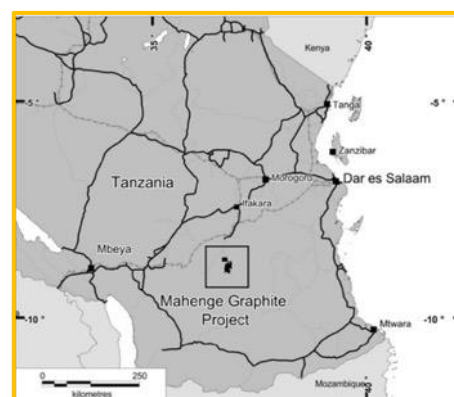 35
40
Kenya
-5°
-5°
Tanga
Zanzibar
Morogoro
Dar es Salaam
Tanzania
Ifakara
Mbeya
Mahenge Graphite
Project
-10°
-10°
Mtwara
0
250
kilometres
Mozambique
40